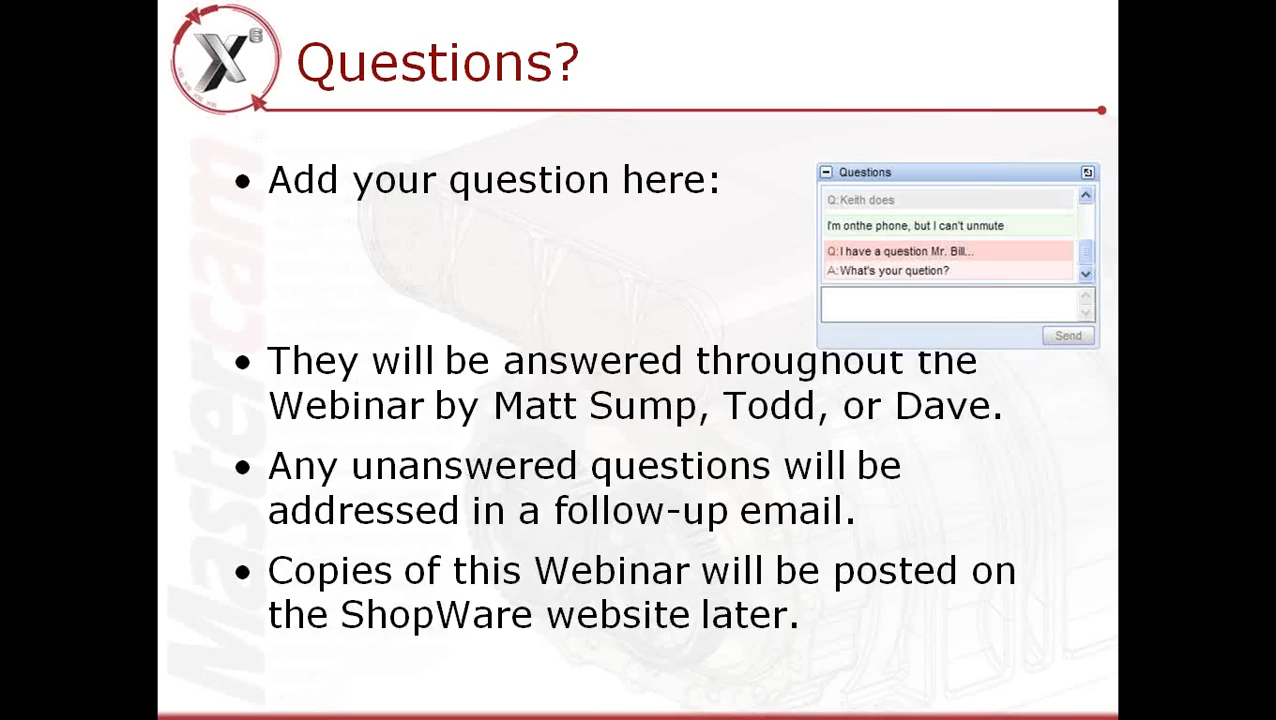 X
Questions?
Mastercam
• Add your question here:
Questions
Q:Keith does
I'm onthe phone, but I can't unmute
Q:I have a question Mr. Bill...
A:What's your quetion?
Send
• They will be answered throughout the
Webinar by Matt Sump, Todd, or Dave.
• Any unanswered questions will be
addressed in a follow-up email.
• Copies of this Webinar will be posted on
the ShopWare website later.